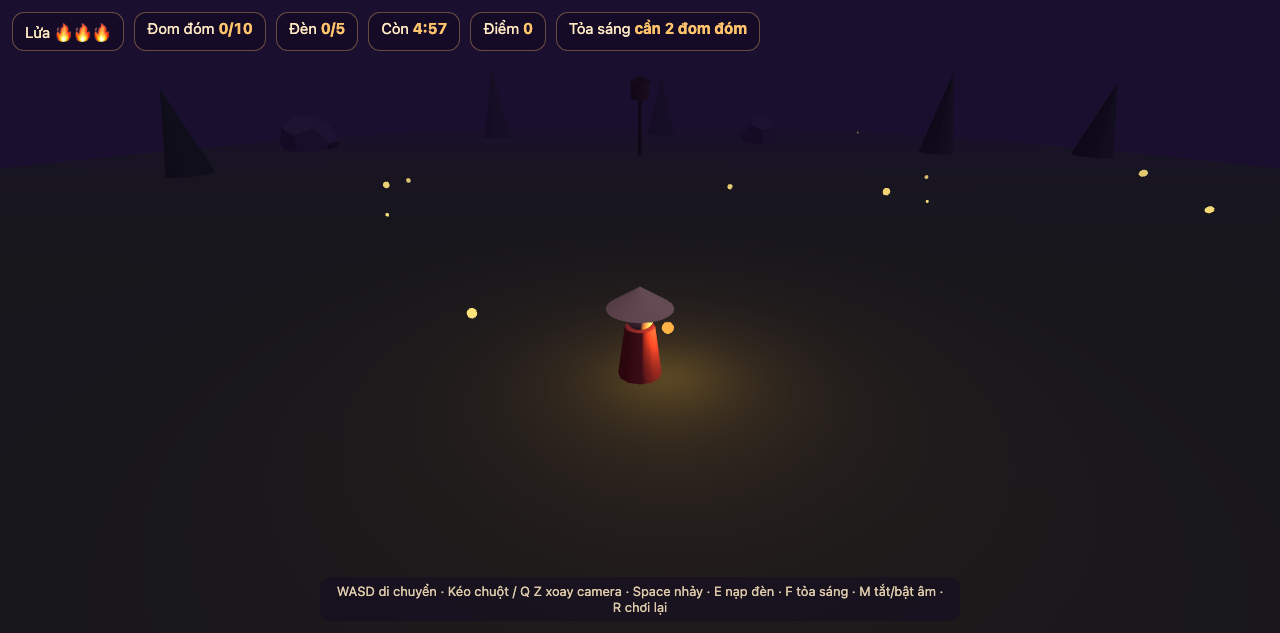 Lửa 🔥🔥🔥 Đom đóm 0/10 Đèn 0/5 Còn 4:57 Điểm 0 Tỏa sáng cần 2 đom đóm
WASD di chuyển · Kéo chuột / Q Z xoay camera · Space nhảy · E nạp đèn · F tỏa sáng · M tắt/bật âm ·
R chơi lại